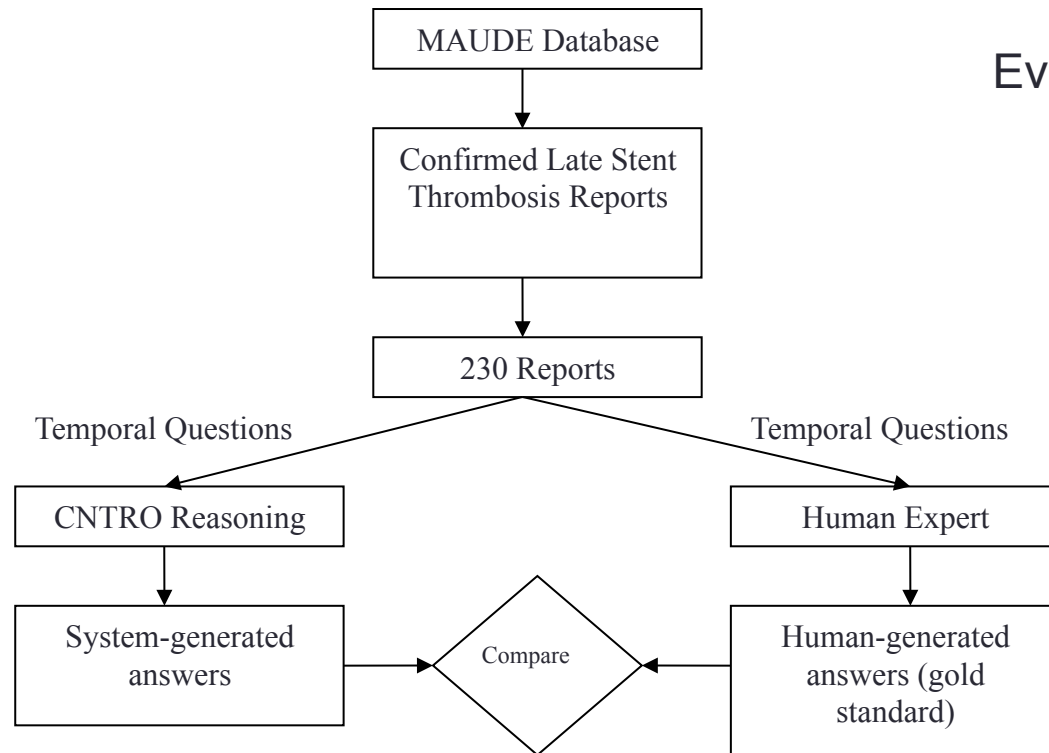 MAUDE Database
Ev
Confirmed Late Stent
Thrombosis Reports
230 Reports
Temporal Questions
Temporal Questions
CNTRO Reasoning
Human Expert
System-generated
answers
Compare
Human-generated
answers (gold
standard)